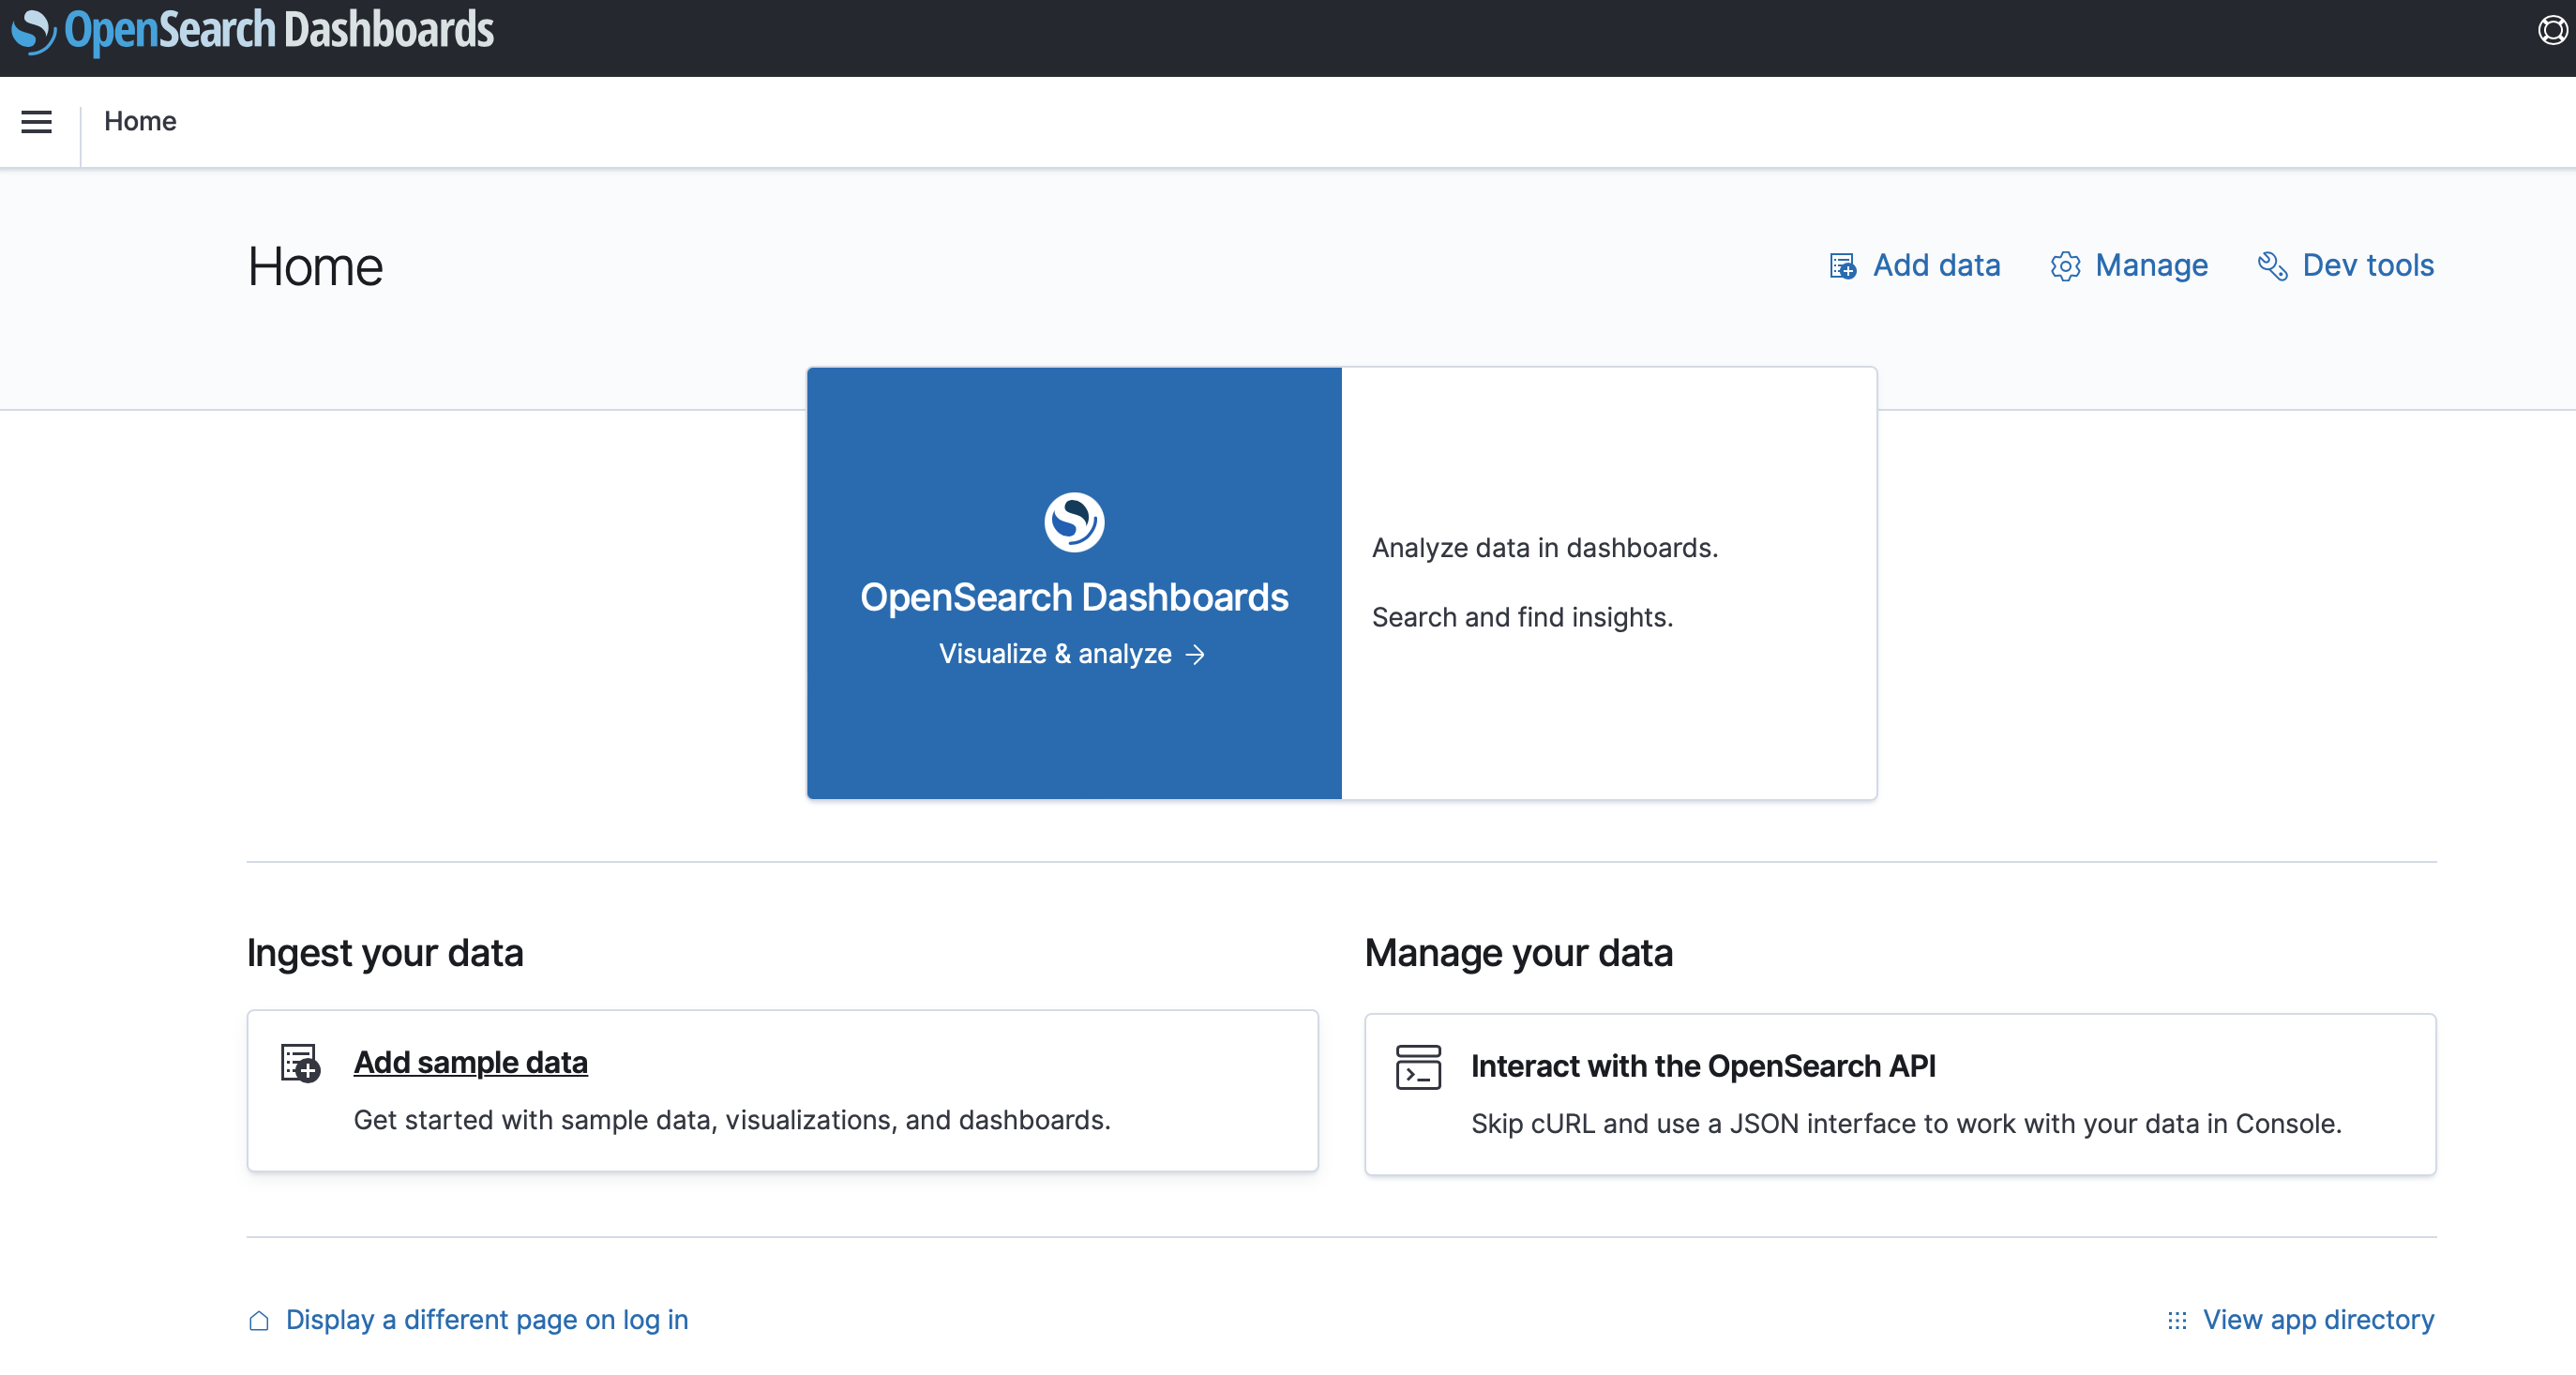 OpenSearch Dashboards
Home
Home
Add data
Manage
Dev tools
OpenSearch Dashboards
Visualize & analyze
Analyze data in dashboards.
Search and find insights.
Ingest your data
Add sample data
Get started with sample data, visualizations, and dashboards.
Manage your data
Interact with the OpenSearch API
Skip cURL and use a JSON interface to work with your data in Console.
Display a different page on log in
View app directory